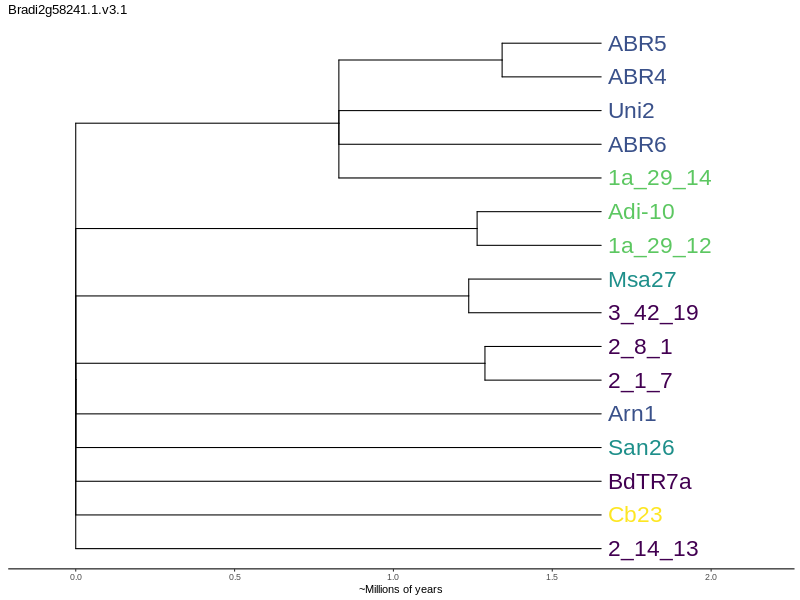 Bradi2g58241.1.v3.1
ABR5
ABR4
Uni2
ABR6
1a_29_14
Adi-10
1a_29_12
Msa27
3_42_19
2_8_1
2_1_7
Arn1
San26
BdTR7a
Cb23
2_14_13
0.0 0.5 1.0 1.5 2.0
~Millions of years